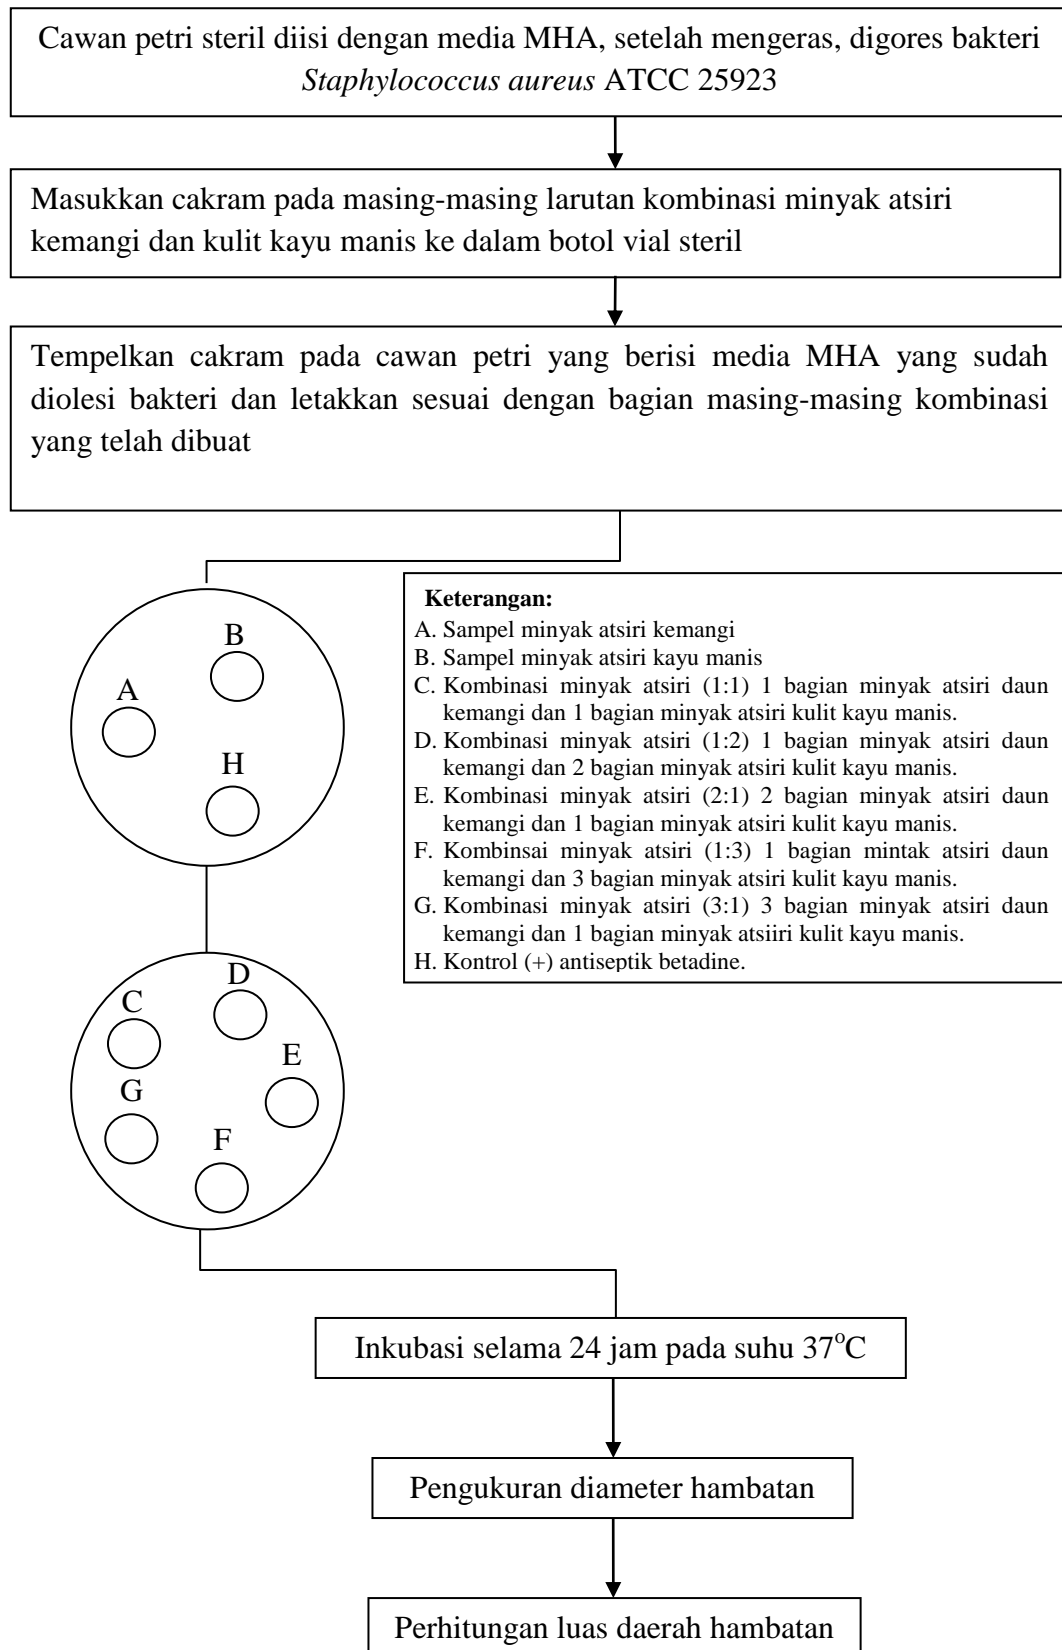 Cawan petri steril diisi dengan media MHA, setelah mengeras, digores bakteri
Staphylococcus aureus ATCC 25923
Masukkan cakram pada masing-masing larutan kombinasi minyak atsiri
kemangi dan kulit kayu manis ke dalam botol vial steril
Tempelkan cakram pada cawan petri yang berisi media MHA yang sudah
diolesi bakteri dan letakkan sesuai dengan bagian masing-masing kombinasi
yang telah dibuat
B
A
H
Keterangan:
A. Sampel minyak atsiri kemangi
B. Sampel minyak atsiri kayu manis
C. Kombinasi minyak atsiri (1:1) 1 bagian minyak atsiri daun
kemangi dan 1 bagian minyak atsiri kulit kayu manis.
D. Kombinasi minyak atsiri (1:2) 1 bagian minyak atsiri daun
kemangi dan 2 bagian minyak atsiri kulit kayu manis.
E. Kombinasi minyak atsiri (2:1) 2 bagian minyak atsiri daun
kemangi dan 1 bagian minyak atsiri kulit kayu manis.
F. Kombinsai minyak atsiri (1:3) 1 bagian mintak atsiri daun
kemangi dan 3 bagian minyak atsiri kulit kayu manis.
G. Kombinasi minyak atsiri (3:1) 3 bagian minyak atsiri daun
kemangi dan 1 bagian minyak atsiiri kulit kayu manis.
H. Kontrol (+) antiseptik betadine.
D
C
E
G
F
Inkubasi selama 24 jam pada suhu 37°C
Pengukuran diameter hambatan
Perhitungan luas daerah hambatan